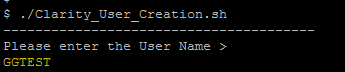 $
$ ./Clarity_User_Creation.sh
---------------------------------------
Please enter the User Name >
GGTEST